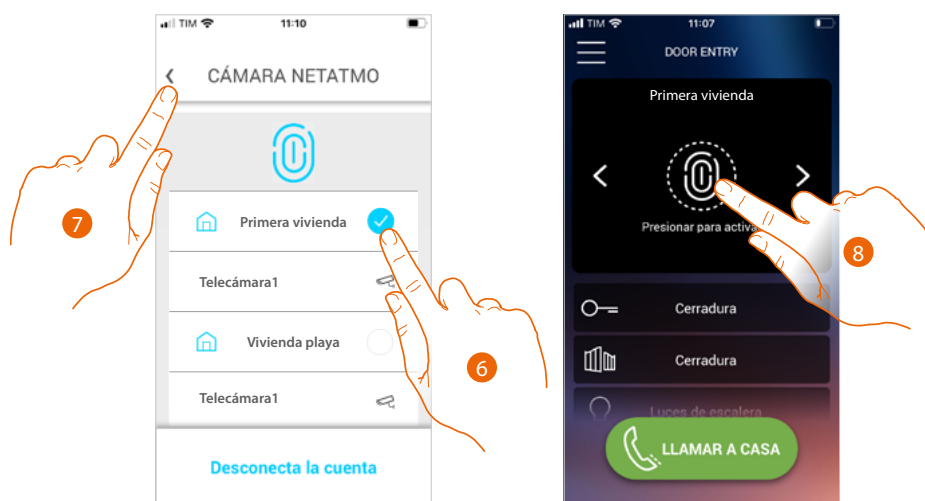 TIM 11:10
CÁMARA NETATMO
Primera vivienda
Telecámara1
Vivienda playa
Telecámara1
Desconecta la cuenta
7
6
TIM 11:07
DOOR ENTRY
Primera vivienda
Presionar para activa
Cerradura
Cerradura
Luces de escalera
LLAMAR A CASA
8